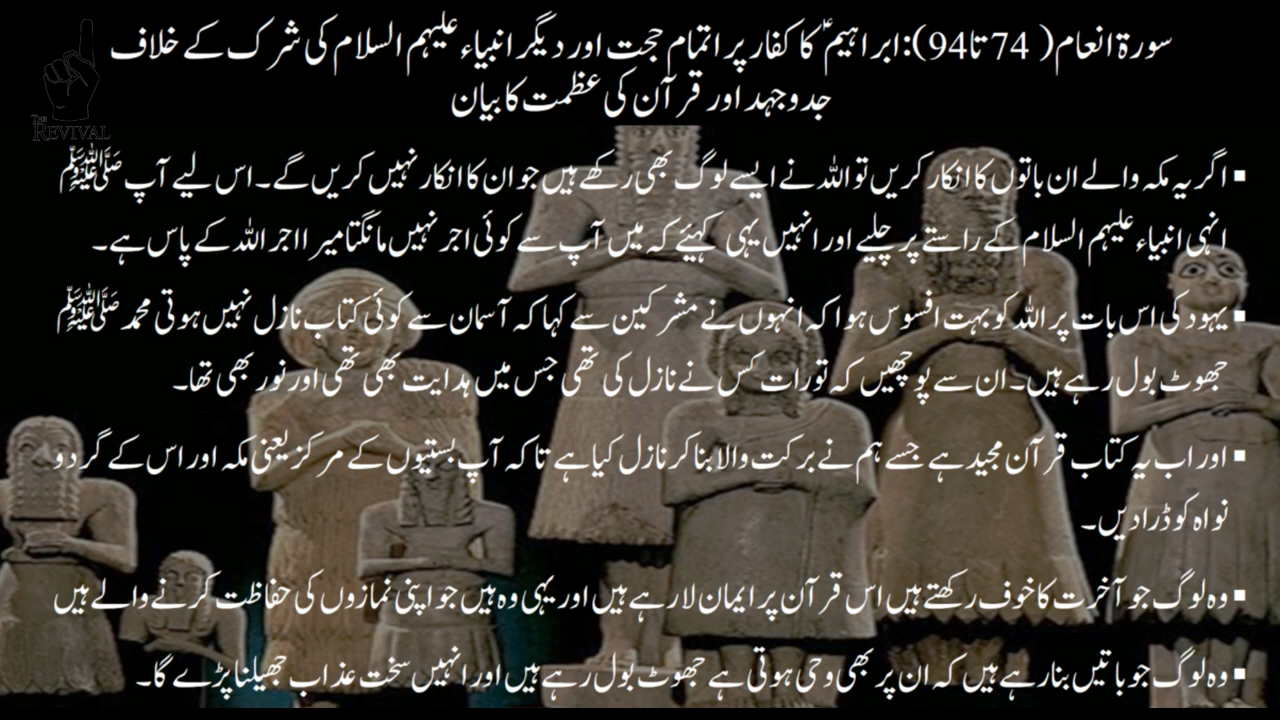 سورۃ انعام( 74 تا94):ابراہیمؑ کا کفار پر اتمام حجت اور دیگر انبیاء علیہم السلام کی شرک کے خلاف
جدوجہد اور قرآن کی عظمت کا بیان
THE REVIVAL
▪ اگر یہ مکہ والے ان باتوں کا انکار کریں تو اللہ نے ایسے لوگ بھی رکھے ہیں جو ان کا انکار نہیں کریں گے۔ اس لیے آپ ﷺ
انہی انبیاء علیہم السلام کے راستے پر چلیے اور انہیں یہی کہیئے کہ میں آپ سے کوئی اجر نہیں مانگتا میرا اجر اللہ کے پاس ہے۔
▪ یہود کی اس بات پر اللہ کو بہت افسوس ہوا کہ انہوں نے مشرکین سے کہا کہ آسمان سے کوئی کتاب نازل نہیں ہوتی محمد ﷺ
جھوٹ بول رہے ہیں۔ ان سے پوچھیں کہ تورات کس نے نازل کی تھی جس میں ہدایت بھی تھی اور نور بھی تھا۔
▪ اور اب یہ کتاب قرآن مجید ہے جسے ہم نے برکت والا بنا کر نازل کیا ہے تا کہ آپ بستیوں کے مرکز یعنی مکہ اور اس کے گرد و
نواہ کو ڈرا دیں۔
▪ وہ لوگ جو آخرت کا خوف رکھتے ہیں اس قرآن پر ایمان لا رہے ہیں اور یہی وہ ہیں جو اپنی نمازوں کی حفاظت کرنے والے ہیں
▪ وہ لوگ جو باتیں بنا رہے ہیں کہ ان پر بھی وحی ہوتی ہے جھوٹ بول رہے ہیں اور انہیں سخت عذاب جھیلنا پڑے گا۔